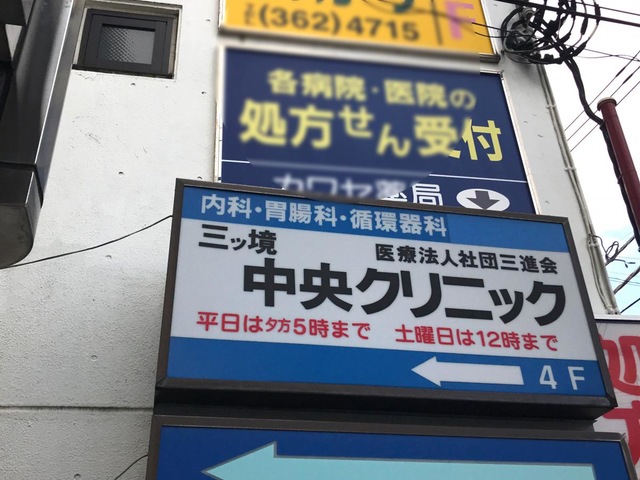 (362)4715
F
各病院・医院の
処方せん受付
カワセ薬局
内科・胃腸科・循環器科
三ッ境
医療法人社団三進会
中央クリニック
平日は夕方5時まで 土曜日は12時まで
4F